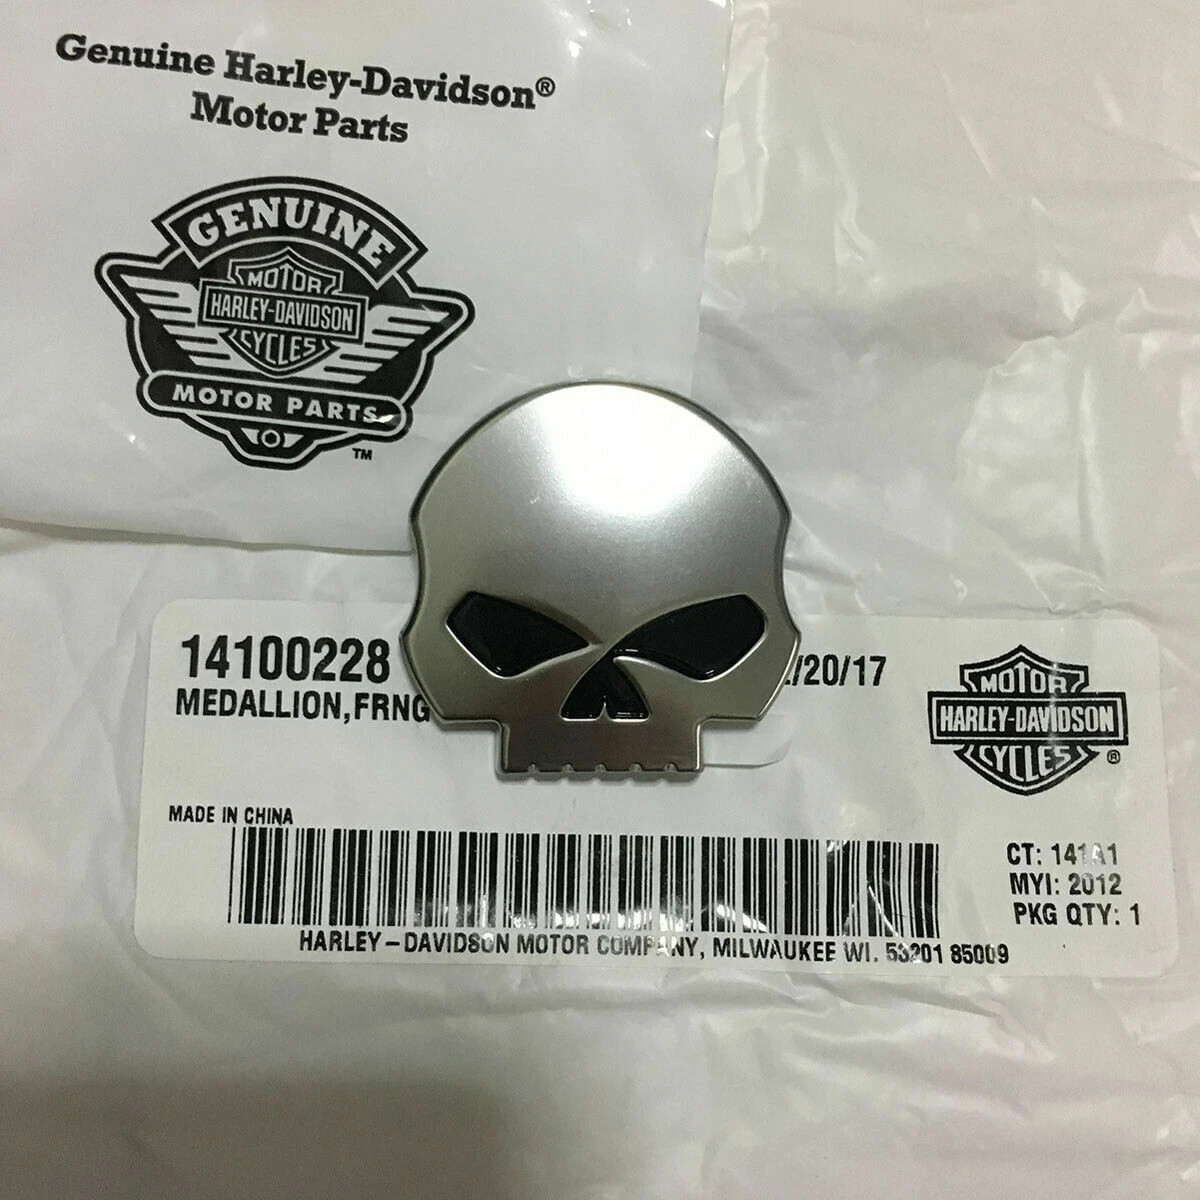 Genuine Harley-Davidson®
Motor Parts
GENUINE
MOTOR
HARLEY-DAVIDSON
CYCLES
MOTOR PARTS
TM
14100228
/20/17
MEDALLION,FRNG
MOTOR
HARLEY-DAVIDSON
CYCLES
®
MADE IN CHINA
CT: 141A1
MYI: 2012
PKG QTY: 1
HARLEY-DAVIDSON MOTOR COMPANY, MILWAUKEE WI. 53201 85009